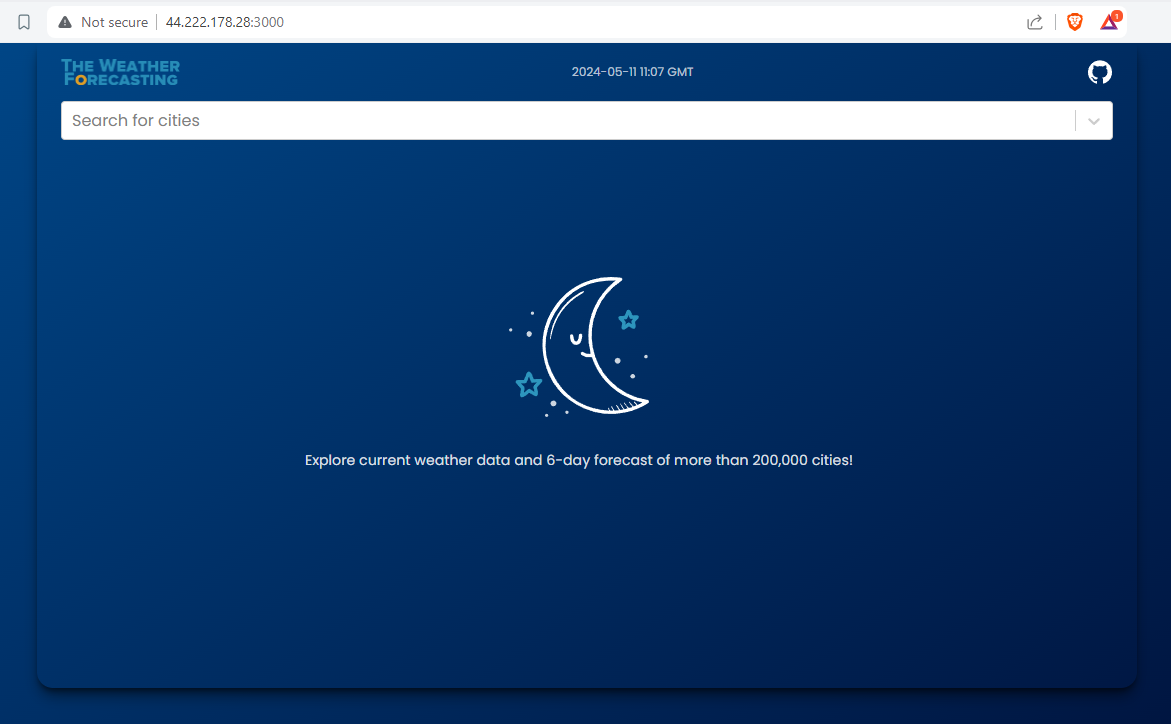 Not secure
44.222.178.28:3000
1
THE WEATHER
FORECASTING
2024-05-11 11:07 GMT
Search for cities
Explore current weather data and 6-day forecast of more than 200,000 cities!